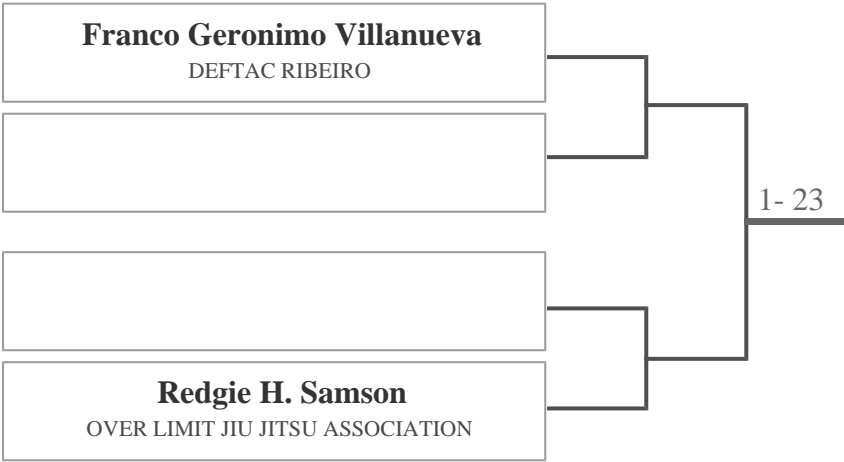 Franco Geronimo Villanueva
DEFTAC RIBEIRO
1- 23
Redgie H. Samson
OVER LIMIT JIU JITSU ASSOCIATION